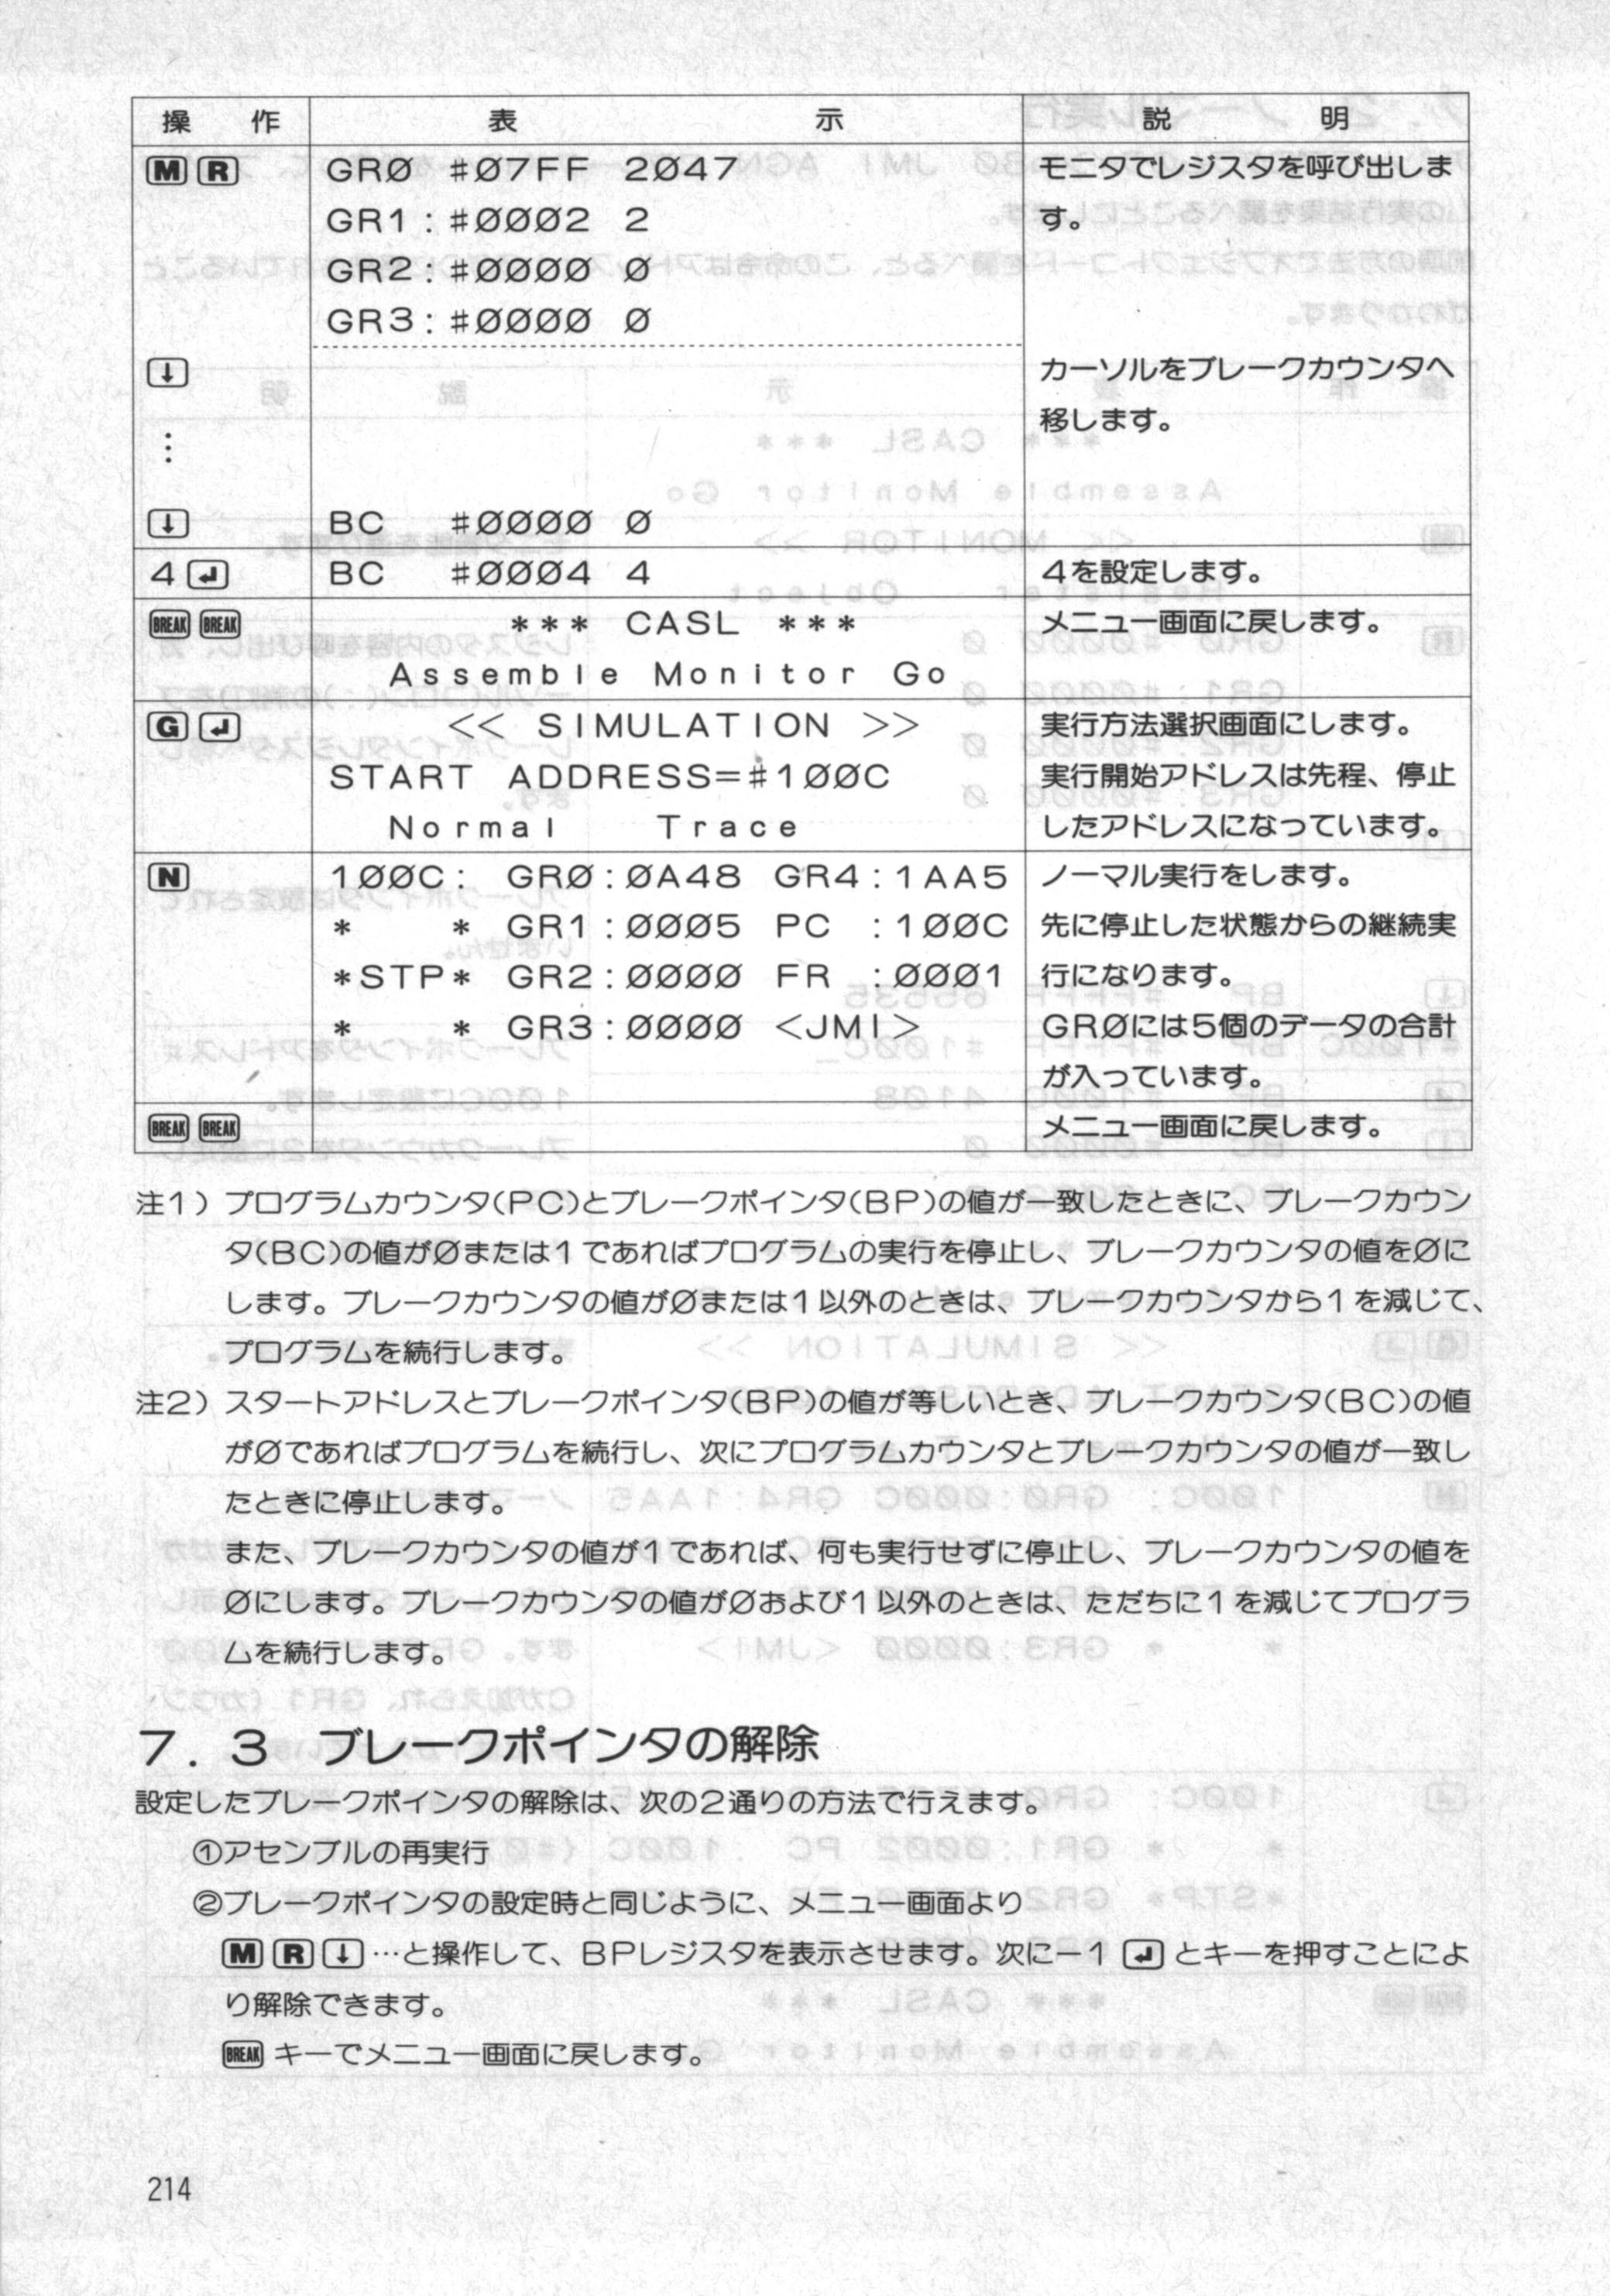 操　作　表　示　説　明
M R　GRØ　#Ø7FF　2Ø47　モニタでレジスタを呼び出しま
GR1:#ØØØ2　2　す。
GR2:#ØØØØ　Ø
GR3:#ØØØØ　Ø
↓　カーソルをブレークカウンタへ
移します。
⋮
↓　BC　#ØØØØ　Ø
4 ↵　BC　#ØØØ4　4　4を設定します。
BREAK BREAK　*** CASL ***　メニュー画面に戻します。
Assemble Monitor Go
G ↵　<< SIMULATION >>　実行方法選択画面にします。
START ADDRESS=#1ØØC　実行開始アドレスは先程、停止
Normal　Trace　したアドレスになっています。
N　1ØØC:　GRØ:ØA48　GR4:1AA5　ノーマル実行をします。
*　*　GR1:ØØØ5　PC　:1ØØC　先に停止した状態からの継続実
*STP*　GR2:ØØØØ　FR　:ØØØ1　行になります。
*　*　GR3:ØØØØ　<JMI>　GRØには5個のデータの合計
が入っています。
BREAK BREAK　メニュー画面に戻します。
注1）プログラムカウンタ(PC)とブレークポインタ(BP)の値が一致したときに、ブレークカウン
タ(BC)の値がØまたは1であればプログラムの実行を停止し、ブレークカウンタの値をØに
します。ブレークカウンタの値がØまたは1以外のときは、ブレークカウンタから1を減じて、
プログラムを続行します。
注2）スタートアドレスとブレークポインタ(BP)の値が等しいとき、ブレークカウンタ(BC)の値
がØであればプログラムを続行し、次にプログラムカウンタとブレークカウンタの値が一致し
たときに停止します。
また、ブレークカウンタの値が1であれば、何も実行せずに停止し、ブレークカウンタの値を
Øにします。ブレークカウンタの値がØおよび1以外のときは、ただちに1を減じてプログラ
ムを続行します。
7．3　ブレークポインタの解除
設定したブレークポインタの解除は、次の2通りの方法で行えます。
①アセンブルの再実行
②ブレークポインタの設定時と同じように、メニュー画面より
M R ↓ …と操作して、BPレジスタを表示させます。次に－1 ↵ とキーを押すことによ
り解除できます。
BREAK キーでメニュー画面に戻します。
214